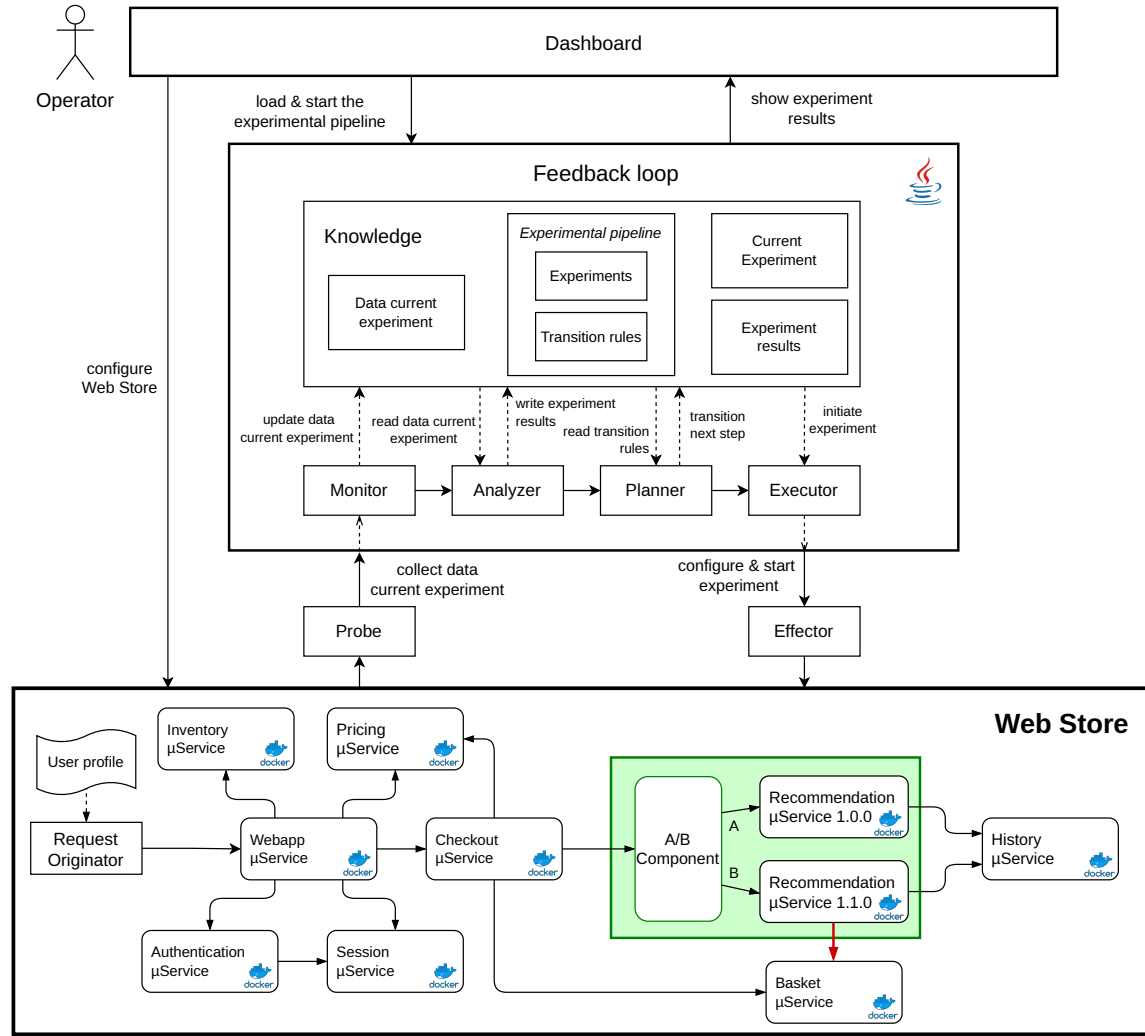 Dashboard
Operator
load & start the
experimental pipeline
show experiment
results
Feedback loop
Knowledge
Experimental pipeline
Experiments
Transition rules
Current
Experiment
Data current
experiment
Experiment
results
configure
Web Store
update data
current experiment
read data current
experiment
write experiment
results
read transition
rules
transition
next step
initiate
experiment
Monitor
Analyzer
Planner
Executor
collect data
current experiment
configure & start
experiment
Probe
Effector
Web Store
User profile
Request
Originator
Inventory
µService
docker
Pricing
µService
docker
Webapp
µService
docker
Checkout
µService
docker
Authentication
µService
docker
Session
µService
docker
A/B
Component
A
B
Recommendation
µService 1.0.0
docker
Recommendation
µService 1.1.0
docker
History
µService
docker
Basket
µService
docker